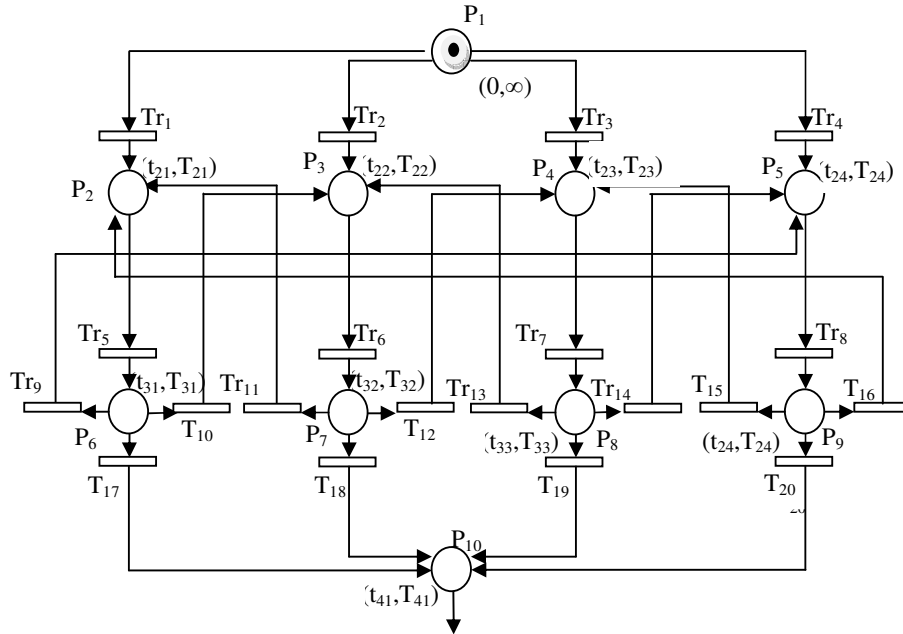 P1
(0,∞)
Tr1
Tr2
Tr3
Tr4
P2
(t21,T21)
P3
(t22,T22)
P4
(t23,T23)
P5
(t24,T24)
Tr5
Tr6
Tr7
Tr8
Tr9
(t31,T31)
Tr11
(t32,T32)
Tr13
Tr14
T15
T16
P6
T10
P7
T12
(t33,T33)
P8
(t24,T24)
P9
T17
T18
T19
T20
P10
(t41,T41)